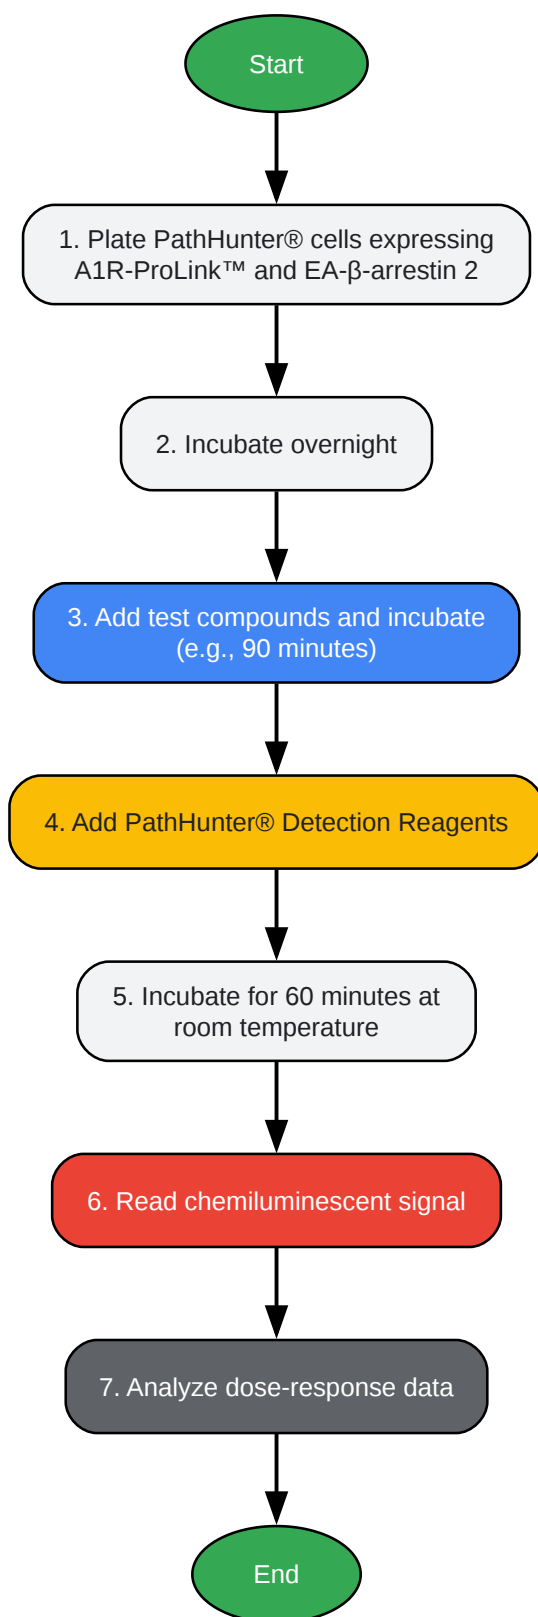 Start
1. Plate PathHunter® cells expressing
A1R-ProLink™ and EA-β-arrestin 2
2. Incubate overnight
3. Add test compounds and incubate
(e.g., 90 minutes)
4. Add PathHunter® Detection Reagents
5. Incubate for 60 minutes at
room temperature
6. Read chemiluminescent signal
7. Analyze dose-response data
End